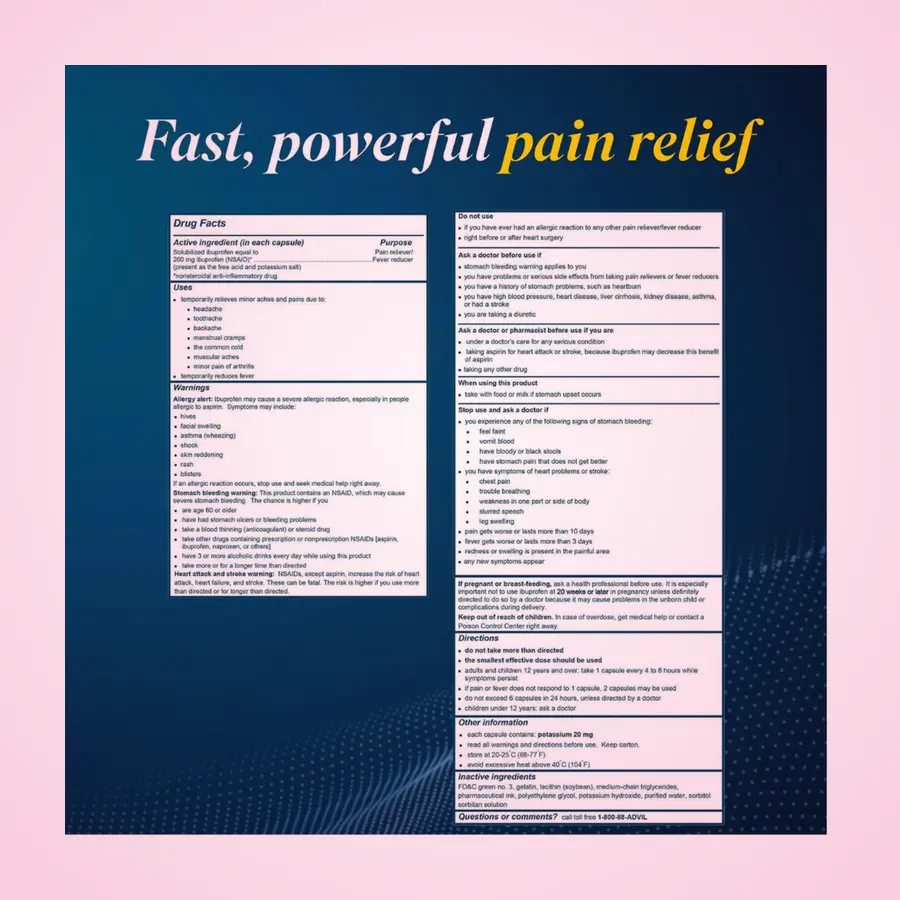 Fast, powerful pain relief
Drug Facts
Active ingredient (in each capsule) Purpose
Solubilized ibuprofen equal to Pain reliever/
200 mg ibuprofen (NSAID)* ........ Fever reducer
(present as the free acid and potassium salt)
*nonsteroidal anti-inflammatory drug
Uses
• temporarily relieves minor aches and pains due to:
• headache
• toothache
• backache
• menstrual cramps
• the common cold
• muscular aches
• minor pain of arthritis
• temporarily reduces fever
Warnings
Allergy alert: Ibuprofen may cause a severe allergic reaction, especially in people
allergic to aspirin. Symptoms may include:
• hives
• facial swelling
• asthma (wheezing)
• shock
• skin reddening
• rash
• blisters
If an allergic reaction occurs, stop use and seek medical help right away.
Stomach bleeding warning: This product contains an NSAID, which may cause
severe stomach bleeding. The chance is higher if you
• are age 60 or older
• have had stomach ulcers or bleeding problems
• take a blood thinning (anticoagulant) or steroid drug
• take other drugs containing prescription or nonprescription NSAIDs [aspirin,
ibuprofen, naproxen, or others]
• have 3 or more alcoholic drinks every day while using this product
• take more or for a longer time than directed
Heart attack and stroke warning: NSAIDs, except aspirin, increase the risk of heart
attack, heart failure, and stroke. These can be fatal. The risk is higher if you use more
than directed or for longer than directed.
Do not use
• if you have ever had an allergic reaction to any other pain reliever/fever reducer
• right before or after heart surgery
Ask a doctor before use if
• stomach bleeding warning applies to you
• you have problems or serious side effects from taking pain relievers or fever reducers
• you have a history of stomach problems, such as heartburn
• you have high blood pressure, heart disease, liver cirrhosis, kidney disease, asthma,
or had a stroke
• you are taking a diuretic
Ask a doctor or pharmacist before use if you are
• under a doctor's care for any serious condition
• taking aspirin for heart attack or stroke, because ibuprofen may decrease this benefit
of aspirin
• taking any other drug
When using this product
• take with food or milk if stomach upset occurs
Stop use and ask a doctor if
• you experience any of the following signs of stomach bleeding:
• feel faint
• vomit blood
• have bloody or black stools
• have stomach pain that does not get better
• you have symptoms of heart problems or stroke:
• chest pain
• trouble breathing
• weakness in one part or side of body
• slurred speech
• leg swelling
• pain gets worse or lasts more than 10 days
• fever gets worse or lasts more than 3 days
• redness or swelling is present in the painful area
• any new symptoms appear
If pregnant or breast-feeding, ask a health professional before use. It is especially
important not to use ibuprofen at 20 weeks or later in pregnancy unless definitely
directed to do so by a doctor because it may cause problems in the unborn child or
complications during delivery.
Keep out of reach of children. In case of overdose, get medical help or contact a
Poison Control Center right away.
Directions
• do not take more than directed
• the smallest effective dose should be used
• adults and children 12 years and over: take 1 capsule every 4 to 6 hours while
symptoms persist
• if pain or fever does not respond to 1 capsule, 2 capsules may be used
• do not exceed 6 capsules in 24 hours, unless directed by a doctor
• children under 12 years: ask a doctor
Other information
• each capsule contains: potassium 20 mg
• read all warnings and directions before use. Keep carton.
• store at 20-25°C (68-77°F)
• avoid excessive heat above 40°C (104°F)
Inactive ingredients
FD&C green no. 3, gelatin, lecithin (soybean), medium-chain triglycerides,
pharmaceutical ink, polyethylene glycol, potassium hydroxide, purified water, sorbitol
sorbitan solution
Questions or comments? call toll free 1-800-88-ADVIL